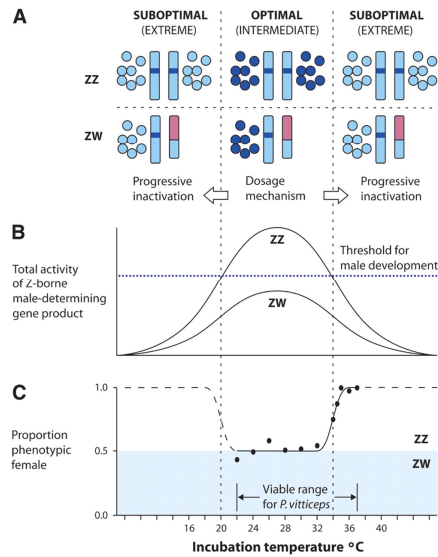 A
SUBOPTIMAL
(EXTREME)
OPTIMAL
(INTERMEDIATE)
SUBOPTIMAL
(EXTREME)
ZZ
ZW
Progressive
inactivation
Dosage
mechanism
Progressive
inactivation
B
Total activity
of Z-borne
male-determining
gene product
ZZ
ZW
Threshold for
male development
C
Proportion
phenotypic
female
1.0
0.5
0.0
ZZ
ZW
Viable range
for P. vitticeps
16 20 24 28 32 36 40
Incubation temperature °C